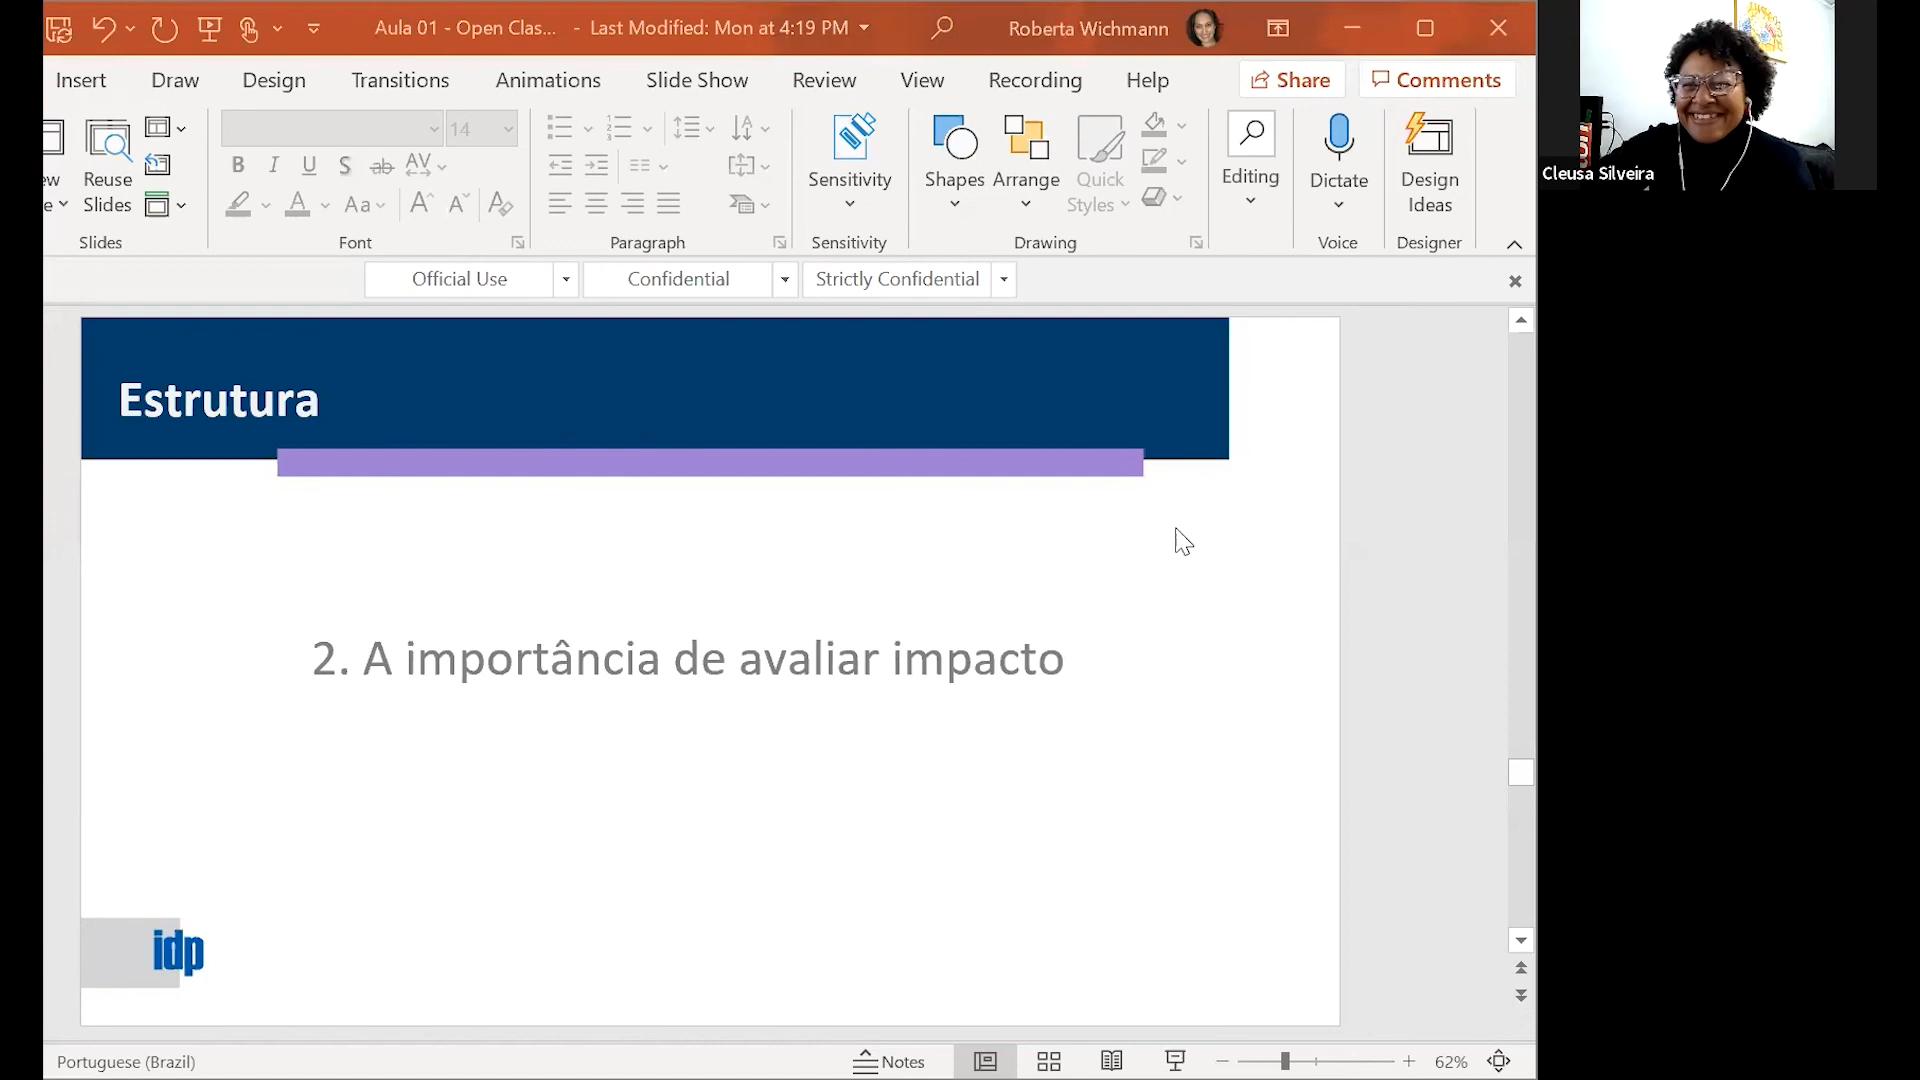 Aula 01 - Open Clas... - Last Modified: Mon at 4:19 PM
Roberta Wichmann
Insert Draw Design Transitions Animations Slide Show Review View Recording Help Share Comments
Reuse Slides
14
Sensitivity
Shapes
Arrange
Quick Styles
Editing
Dictate
Design Ideas
Slides Font Paragraph Sensitivity Drawing Voice Designer
Official Use Confidential Strictly Confidential
Estrutura
2. A importância de avaliar impacto
idp
Portuguese (Brazil) Notes 62%
Cleusa Silveira